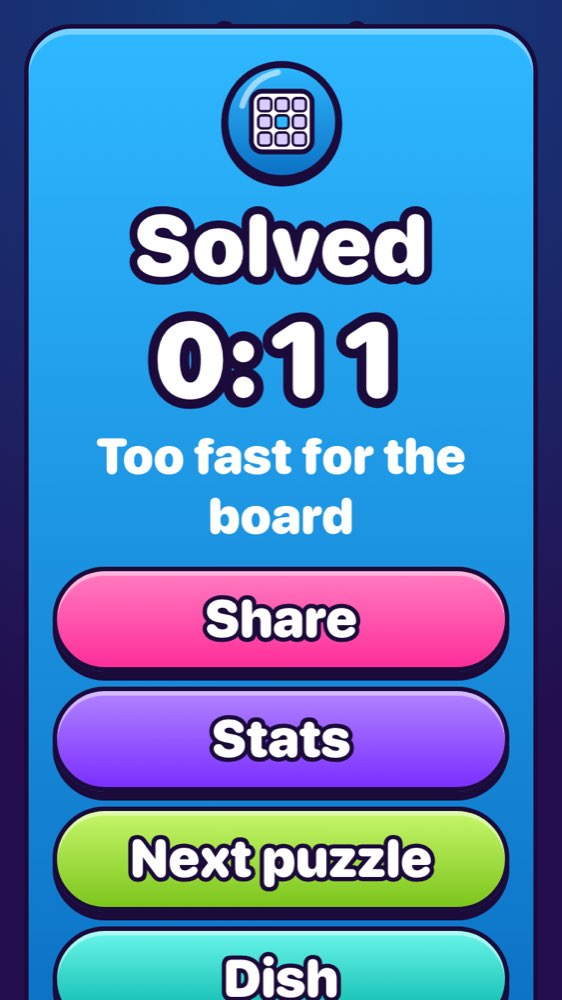 Solved
0:11
Too fast for the
board
Share
Stats
Next puzzle
Dish